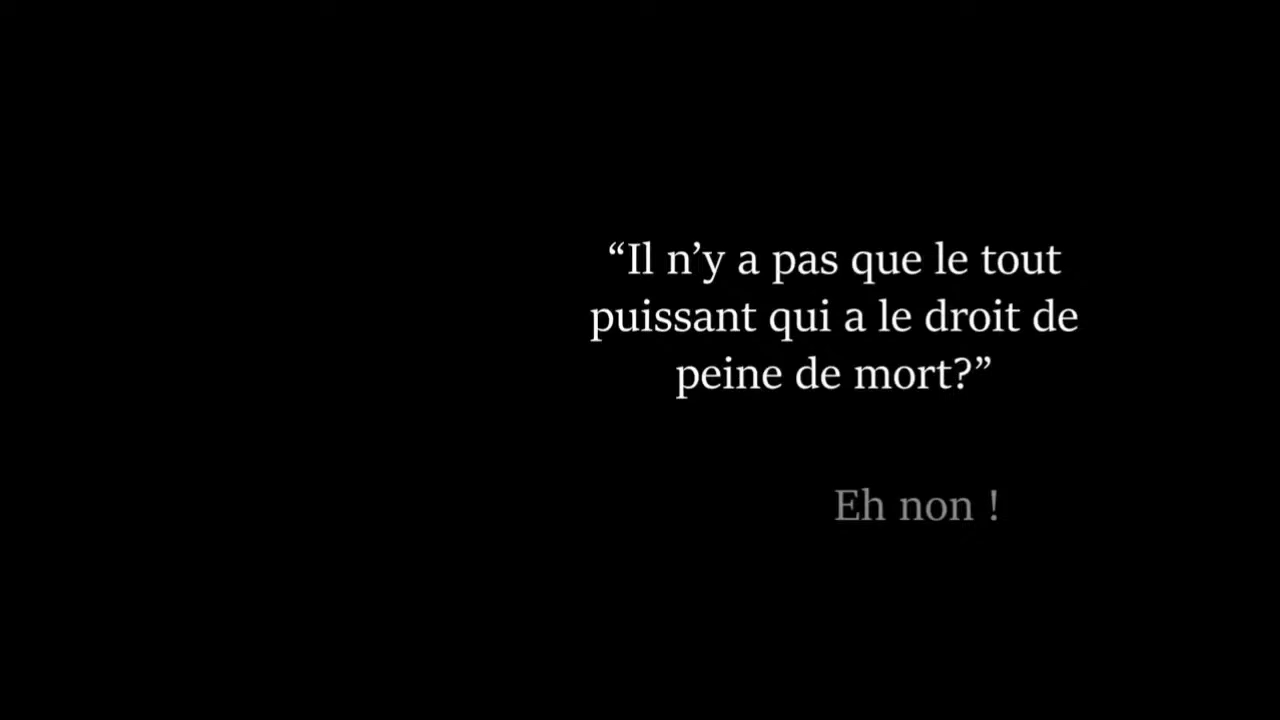 “Il n’y a pas que le tout
puissant qui a le droit de
peine de mort?”
Eh non !